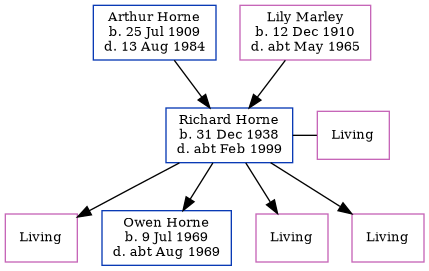 Arthur Horne
b. 25 Jul 1909
d. 13 Aug 1984
Lily Marley
b. 12 Dec 1910
d. abt May 1965
Richard Horne
b. 31 Dec 1938
d. abt Feb 1999
Living
Living
Owen Horne
b. 9 Jul 1969
d. abt Aug 1969
Living
Living